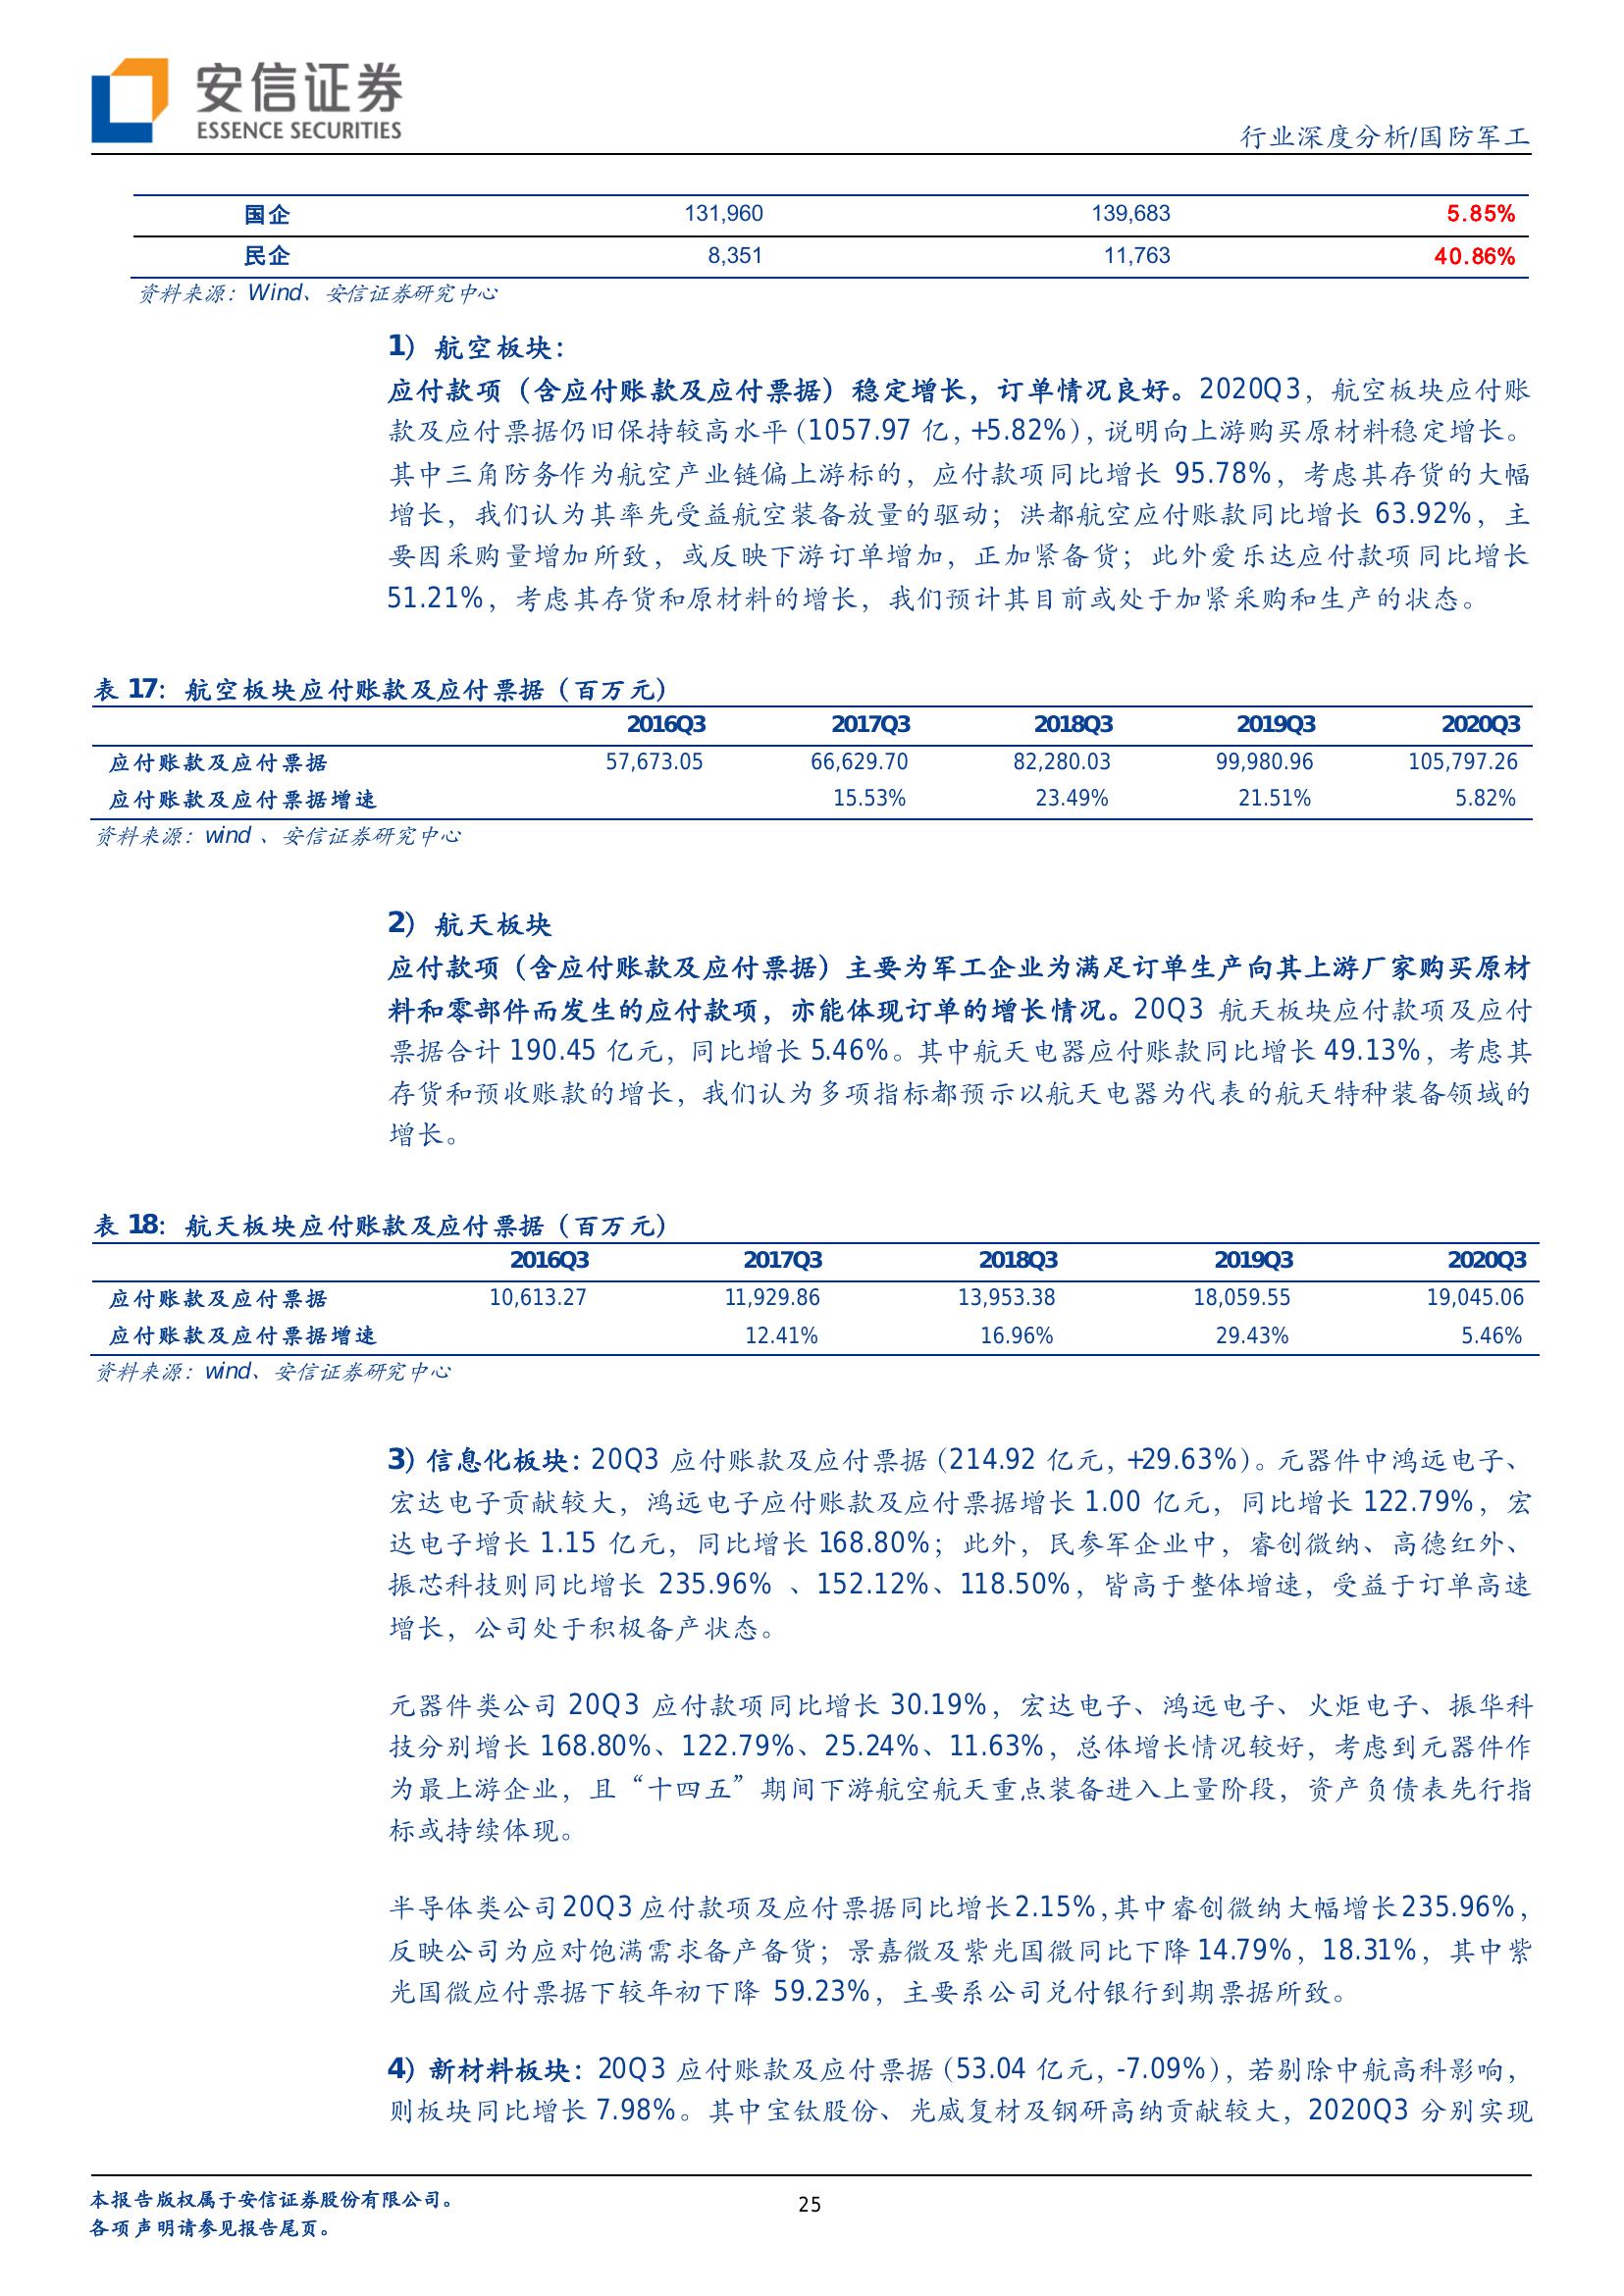 安信证券
ESSENCE SECURITIES
行业深度分析/国防军工
国企 131,960 139,683 5.85%
民企 8,351 11,763 40.86%
资料来源：Wind、安信证券研究中心
1）航空板块：
应付款项（含应付账款及应付票据）稳定增长，订单情况良好。2020Q3，航空板块应付账
款及应付票据仍旧保持较高水平（1057.97 亿，+5.82%），说明向上游购买原材料稳定增长。
其中三角防务作为航空产业链偏上游标的，应付款项同比增长 95.78%，考虑其存货的大幅
增长，我们认为其率先受益航空装备放量的驱动；洪都航空应付账款同比增长 63.92%，主
要因采购量增加所致，或反映下游订单增加，正加紧备货；此外爱乐达应付款项同比增长
51.21%，考虑其存货和原材料的增长，我们预计其目前或处于加紧采购和生产的状态。
表 17：航空板块应付账款及应付票据（百万元）
2016Q3 2017Q3 2018Q3 2019Q3 2020Q3
应付账款及应付票据 57,673.05 66,629.70 82,280.03 99,980.96 105,797.26
应付账款及应付票据增速 15.53% 23.49% 21.51% 5.82%
资料来源：wind 、安信证券研究中心
2）航天板块
应付款项（含应付账款及应付票据）主要为军工企业为满足订单生产向其上游厂家购买原材
料和零部件而发生的应付款项，亦能体现订单的增长情况。20Q3 航天板块应付款项及应付
票据合计 190.45 亿元，同比增长 5.46%。其中航天电器应付账款同比增长 49.13%，考虑其
存货和预收账款的增长，我们认为多项指标都预示以航天电器为代表的航天特种装备领域的
增长。
表 18：航天板块应付账款及应付票据（百万元）
2016Q3 2017Q3 2018Q3 2019Q3 2020Q3
应付账款及应付票据 10,613.27 11,929.86 13,953.38 18,059.55 19,045.06
应付账款及应付票据增速 12.41% 16.96% 29.43% 5.46%
资料来源：wind、安信证券研究中心
3）信息化板块：20Q3 应付账款及应付票据（214.92 亿元，+29.63%）。元器件中鸿远电子、
宏达电子贡献较大，鸿远电子应付账款及应付票据增长 1.00 亿元，同比增长 122.79%，宏
达电子增长 1.15 亿元，同比增长 168.80%；此外，民参军企业中，睿创微纳、高德红外、
振芯科技则同比增长 235.96% 、152.12%、118.50%，皆高于整体增速，受益于订单高速
增长，公司处于积极备产状态。
元器件类公司 20Q3 应付款项同比增长 30.19%，宏达电子、鸿远电子、火炬电子、振华科
技分别增长 168.80%、122.79%、25.24%、11.63%，总体增长情况较好，考虑到元器件作
为最上游企业，且“十四五”期间下游航空航天重点装备进入上量阶段，资产负债表先行指
标或持续体现。
半导体类公司 20Q3 应付款项及应付票据同比增长 2.15%，其中睿创微纳大幅增长 235.96%，
反映公司为应对饱满需求备产备货；景嘉微及紫光国微同比下降 14.79%，18.31%，其中紫
光国微应付票据下较年初下降 59.23%，主要系公司兑付银行到期票据所致。
4）新材料板块：20Q3 应付账款及应付票据（53.04 亿元，-7.09%），若剔除中航高科影响，
则板块同比增长 7.98%。其中宝钛股份、光威复材及钢研高纳贡献较大，2020Q3 分别实现
本报告版权属于安信证券股份有限公司。
25
各项声明请参见报告尾页。